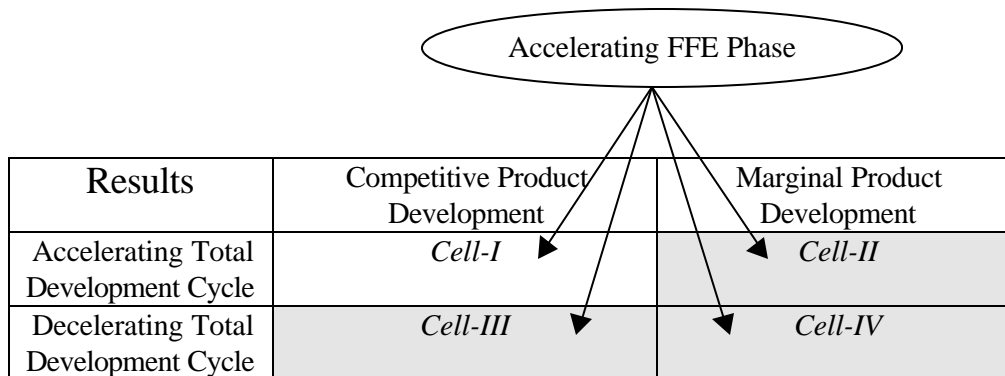 Accelerating FFE Phase
Results
Competitive Product
Development
Marginal Product
Development
Accelerating Total
Development Cycle
Cell-I
Cell-II
Decelerating Total
Development Cycle
Cell-III
Cell-IV